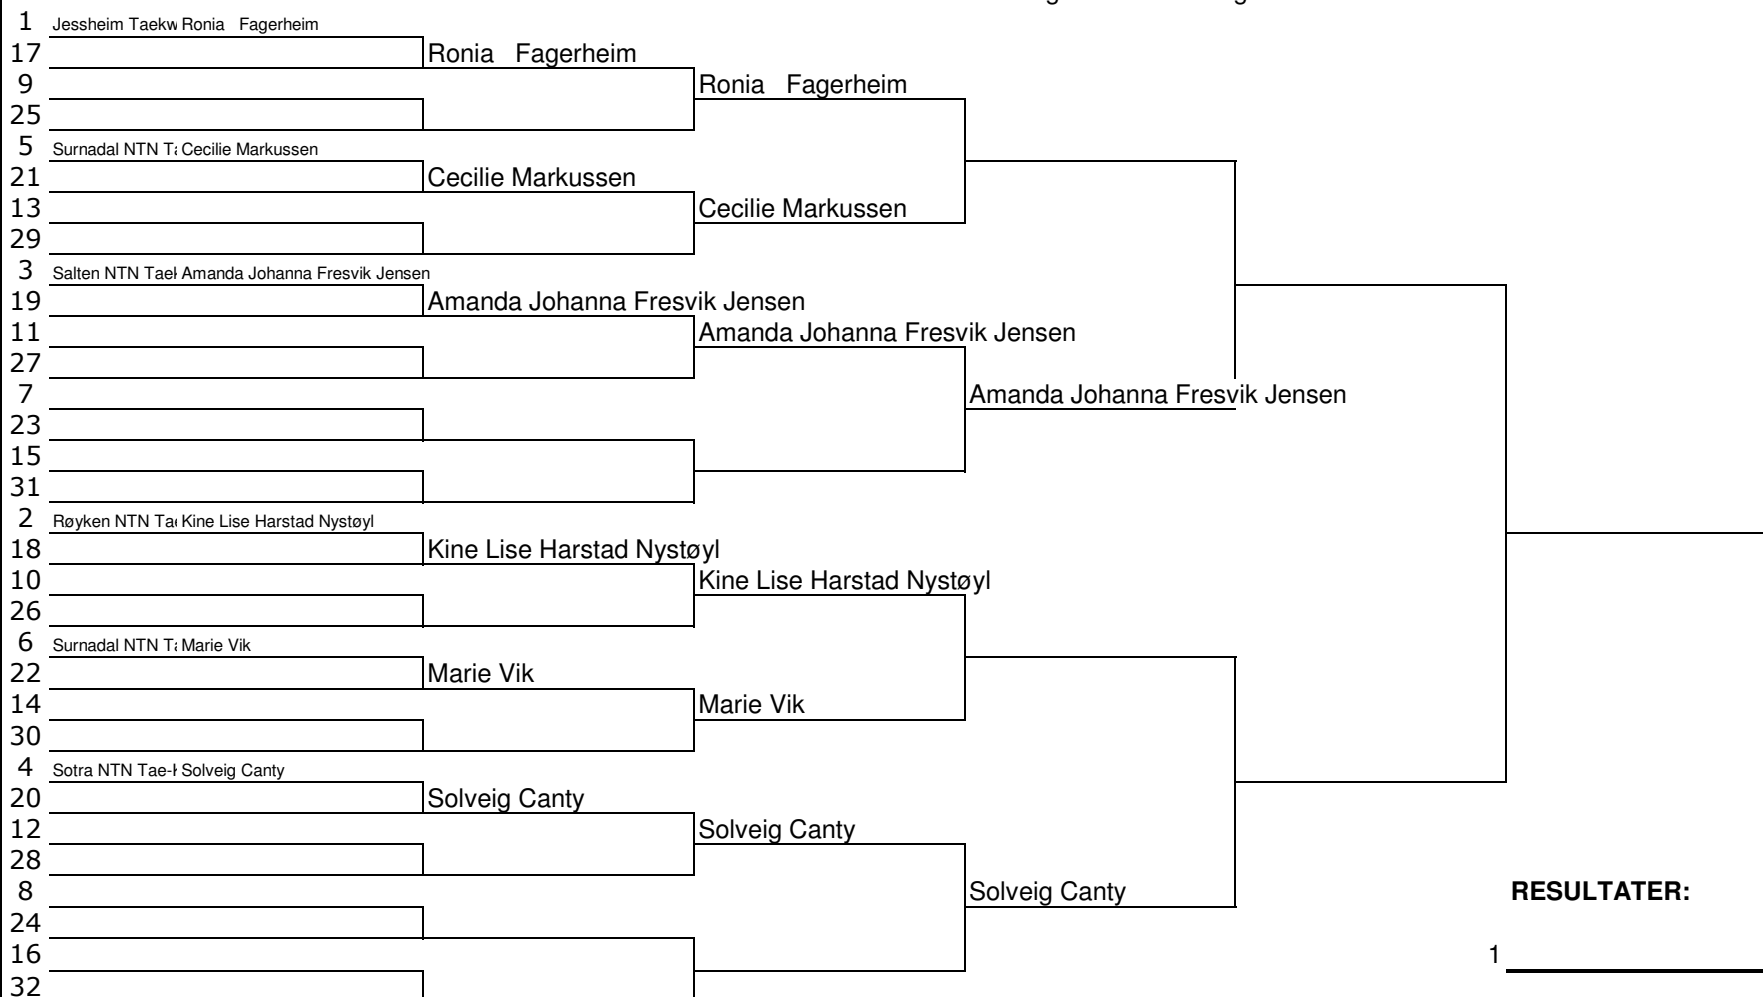 1 Jessheim Taekw Ronia Fagerheim
17 Ronia Fagerheim
9 Ronia Fagerheim
25
5 Surnadal NTN Ta Cecilie Markussen
21 Cecilie Markussen
13 Cecilie Markussen
29
3 Salten NTN Taek Amanda Johanna Fresvik Jensen
19 Amanda Johanna Fresvik Jensen
11 Amanda Johanna Fresvik Jensen
27
7 Amanda Johanna Fresvik Jensen
23
15
31
2 Røyken NTN Tae Kine Lise Harstad Nystøyl
18 Kine Lise Harstad Nystøyl
10 Kine Lise Harstad Nystøyl
26
6 Surnadal NTN Ta Marie Vik
22 Marie Vik
14 Marie Vik
30
4 Sotra NTN Tae-k Solveig Canty
20 Solveig Canty
12 Solveig Canty
28
8 Solveig Canty RESULTATER:
24
16 1
32